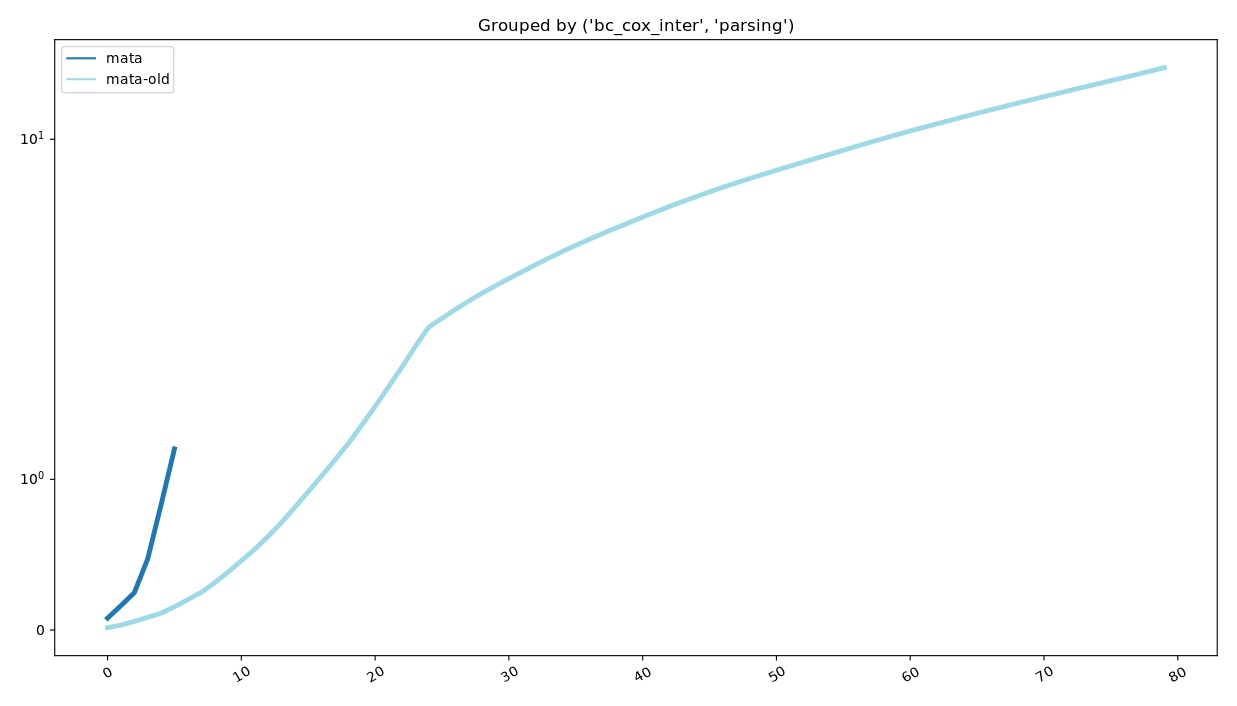 Grouped by ('bc_cox_inter', 'parsing')
mata
mata-old
10¹
10⁰
0
0 10 20 30 40 50 60 70 80